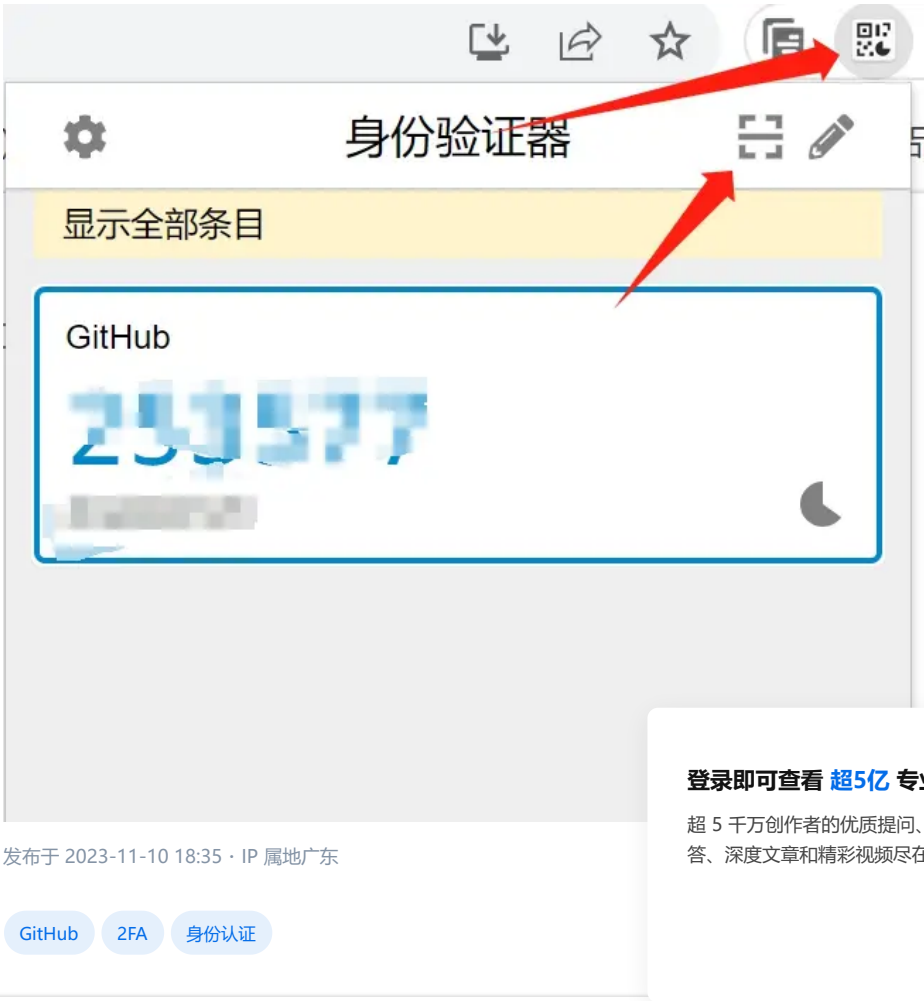 身份验证器
显示全部条目
GitHub
登录即可查看 超5亿
超 5 千万创作者的优质提问、
答、深度文章和精彩视频尽在
发布于 2023-11-10 18:35 · IP 属地广东
GitHub
2FA
身份认证